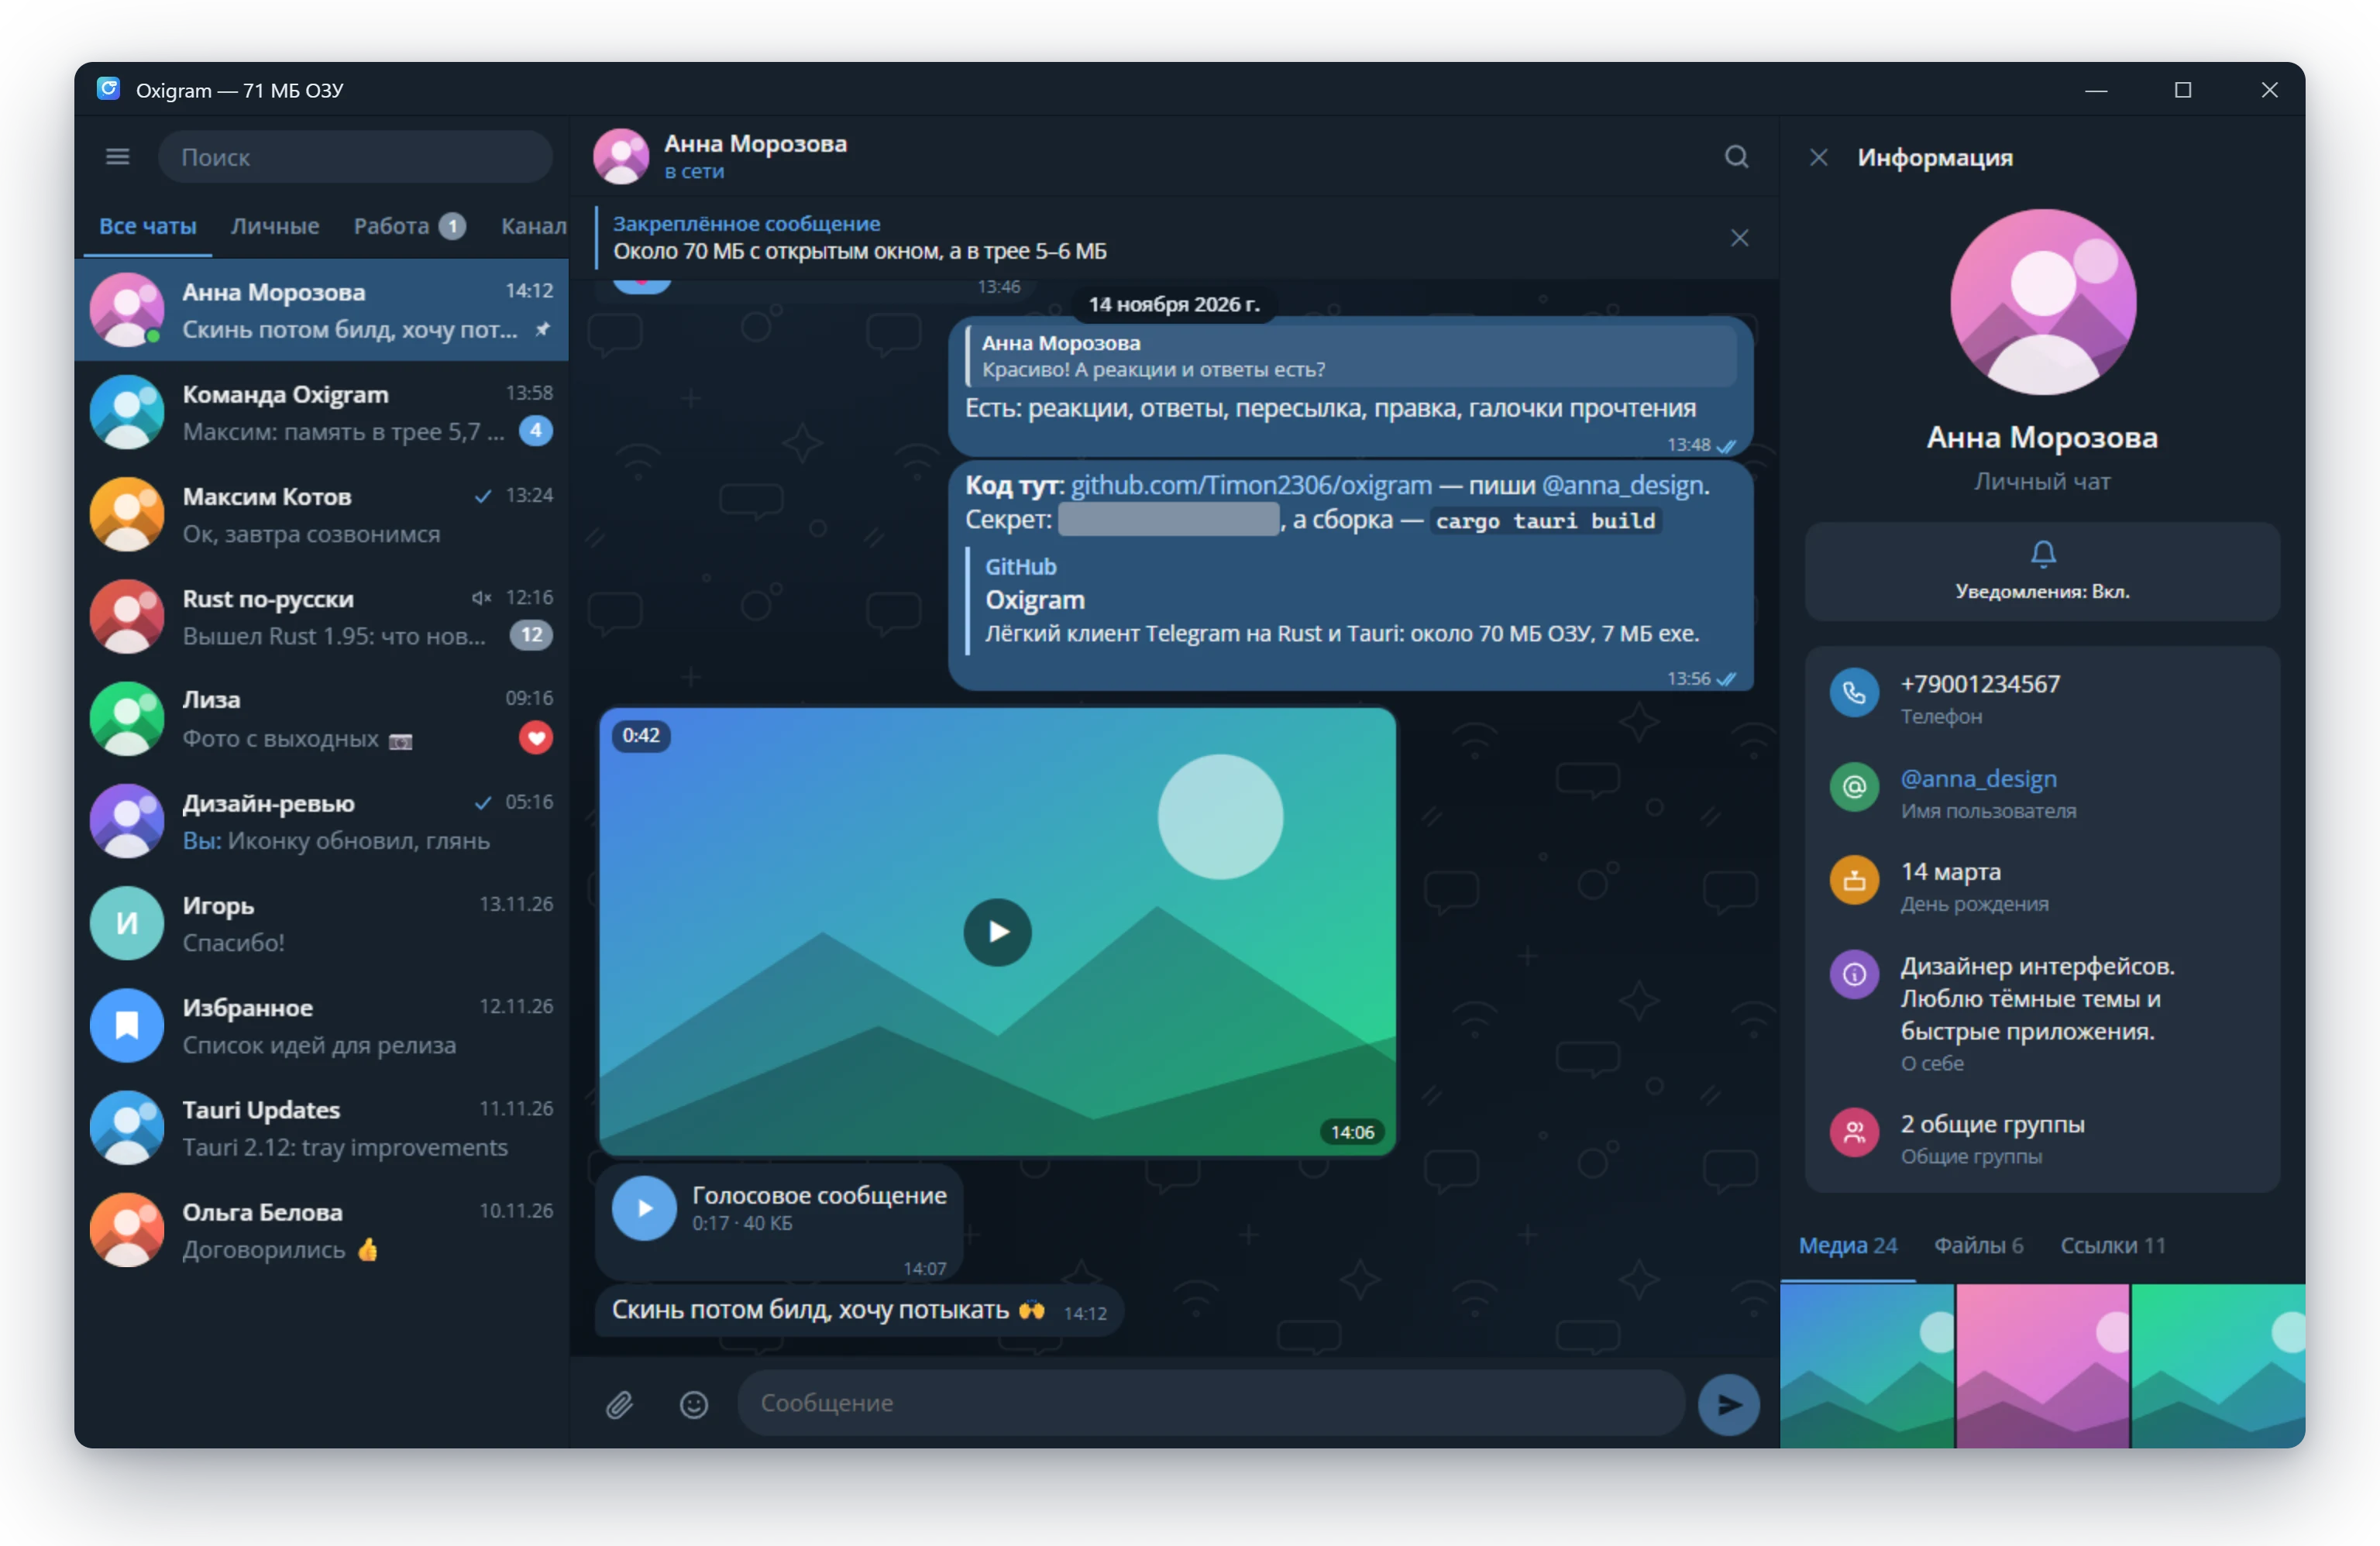 Oxigram — 71 МБ ОЗУ
Поиск
Все чаты Личные Работа 1 Канал
Анна Морозова 14:12
Скинь потом билд, хочу пот...
Команда Oxigram 13:58
Максим: память в трее 5,7 ... 4
Максим Котов 13:24
Ок, завтра созвонимся
Rust по-русски 12:16
Вышел Rust 1.95: что нов... 12
Лиза 09:16
Фото с выходных 📷
Дизайн-ревью 05:16
Вы: Иконку обновил, глянь
И
Игорь 13.11.26
Спасибо!
Избранное 12.11.26
Список идей для релиза
Tauri Updates 11.11.26
Tauri 2.12: tray improvements
Ольга Белова 10.11.26
Договорились 👍
Анна Морозова
в сети
Закреплённое сообщение
Около 70 МБ с открытым окном, а в трее 5–6 МБ
13:46
14 ноября 2026 г.
Анна Морозова
Красиво! А реакции и ответы есть?
Есть: реакции, ответы, пересылка, правка, галочки прочтения
13:48
Код тут: github.com/Timon2306/oxigram — пиши @anna_design.
Секрет: , а сборка — cargo tauri build
GitHub
Oxigram
Лёгкий клиент Telegram на Rust и Tauri: около 70 МБ ОЗУ, 7 МБ exe.
13:56
0:42
14:06
Голосовое сообщение
0:17 · 40 КБ
14:07
Скинь потом билд, хочу потыкать 🙌 14:12
Сообщение
Информация
Анна Морозова
Личный чат
Уведомления: Вкл.
+79001234567
Телефон
@anna_design
Имя пользователя
14 марта
День рождения
Дизайнер интерфейсов.
Люблю тёмные темы и
быстрые приложения.
О себе
2 общие группы
Общие группы
Медиа 24 Файлы 6 Ссылки 11